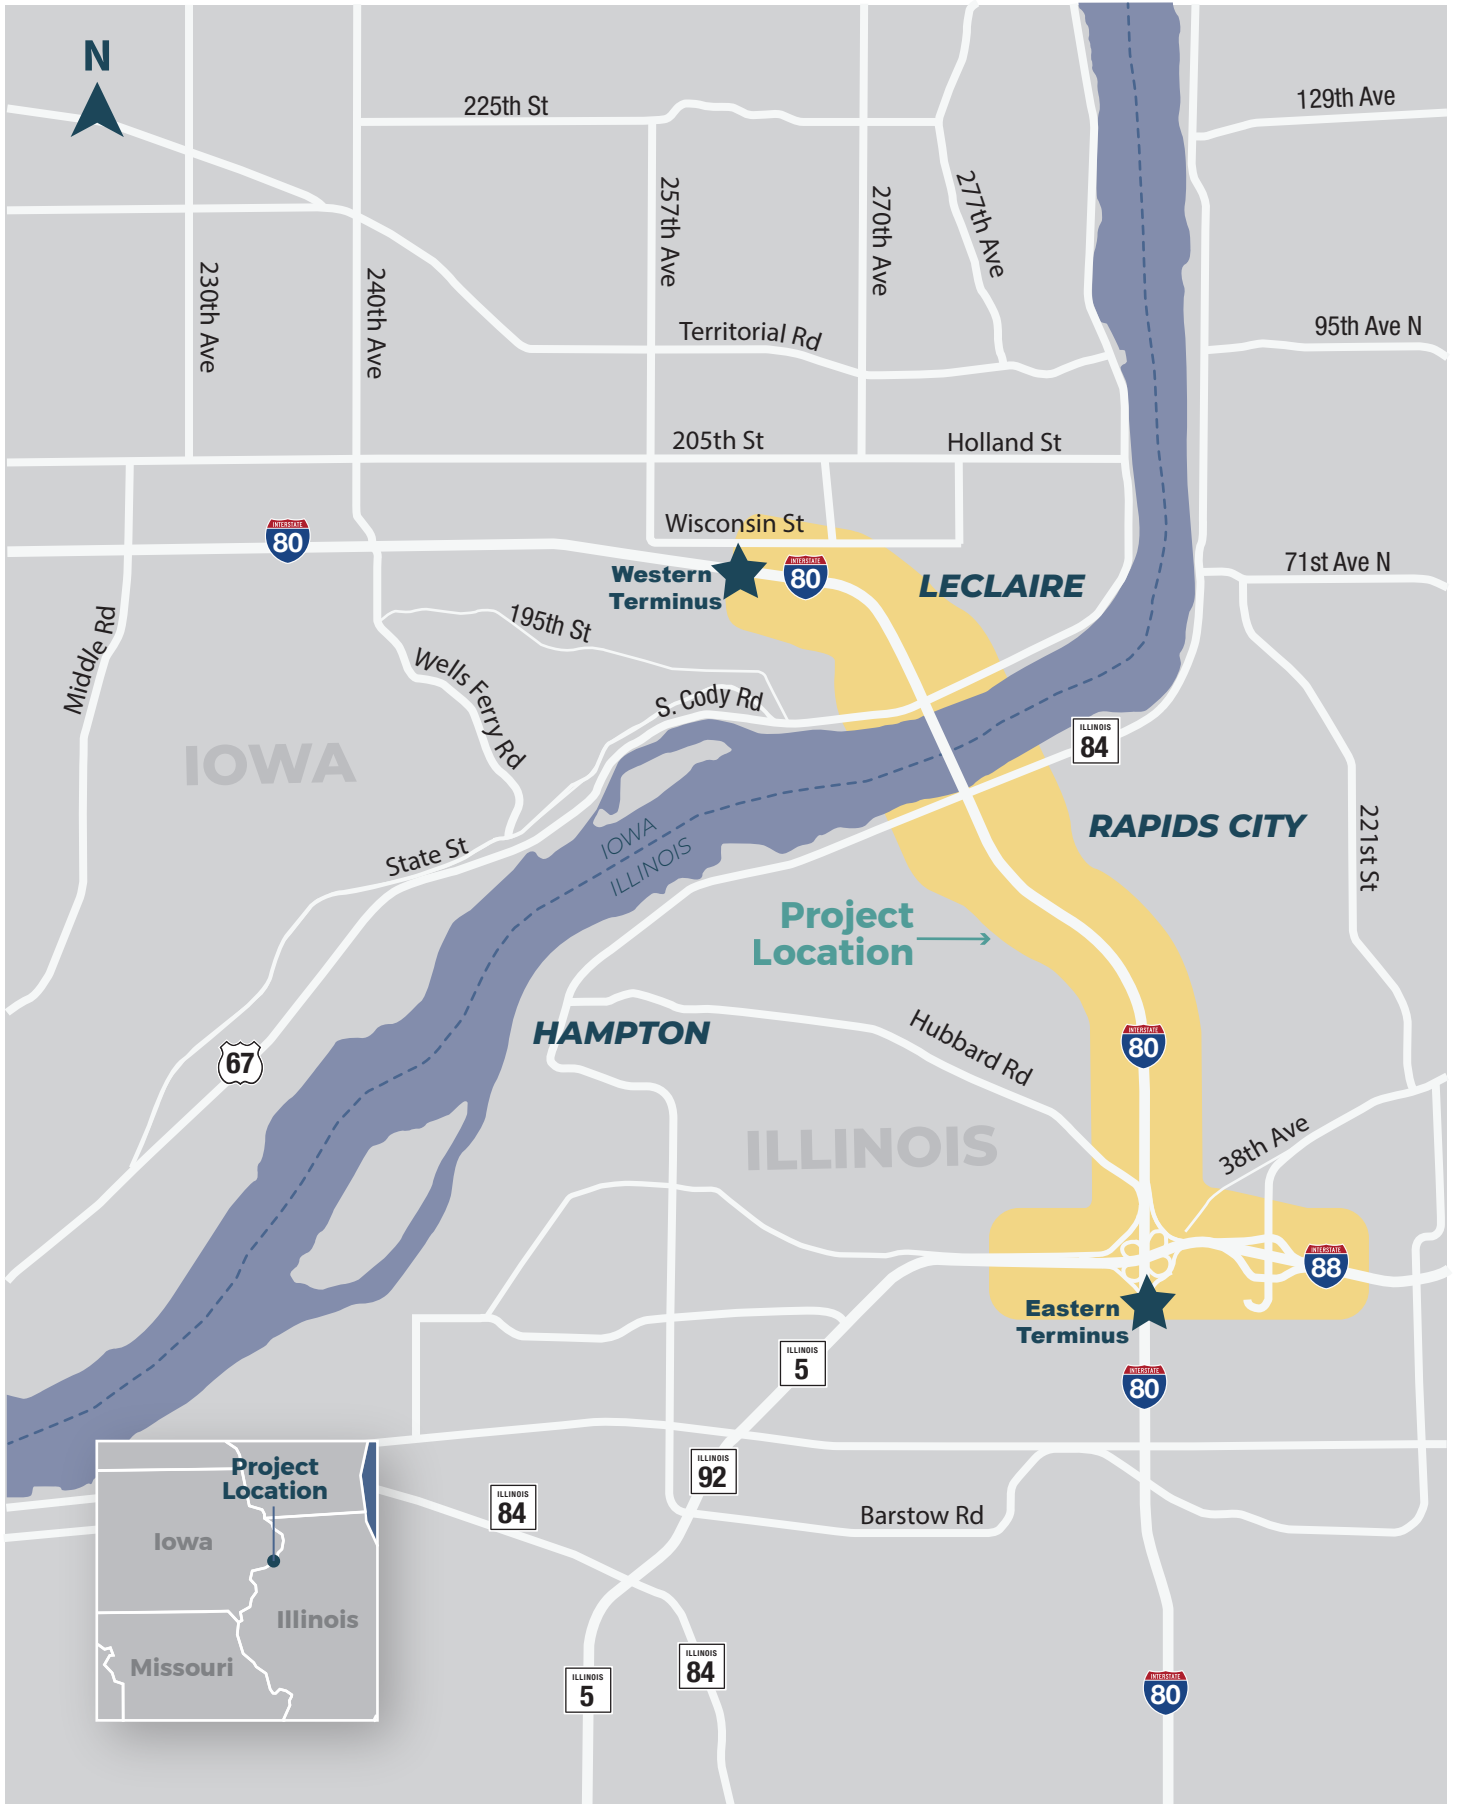 N
225th St
129th Ave
257th Ave
270th Ave
277th Ave
230th Ave
240th Ave
Territorial Rd
95th Ave N
205th St
Holland St
Wisconsin St
INTERSTATE
80
INTERSTATE
80
Western
Terminus
LECLAIRE
71st Ave N
195th St
Middle Rd
Wells Ferry Rd
S. Cody Rd
IOWA
ILLINOIS
84
RAPIDS CITY
221st St
IOWA
ILLINOIS
State St
Project
Location
HAMPTON
Hubbard Rd
INTERSTATE
80
67
ILLINOIS
38th Ave
INTERSTATE
88
Eastern
Terminus
ILLINOIS
5
INTERSTATE
80
ILLINOIS
92
ILLINOIS
84
Barstow Rd
Project
Location
Iowa
Illinois
Missouri
ILLINOIS
5
ILLINOIS
84
INTERSTATE
80